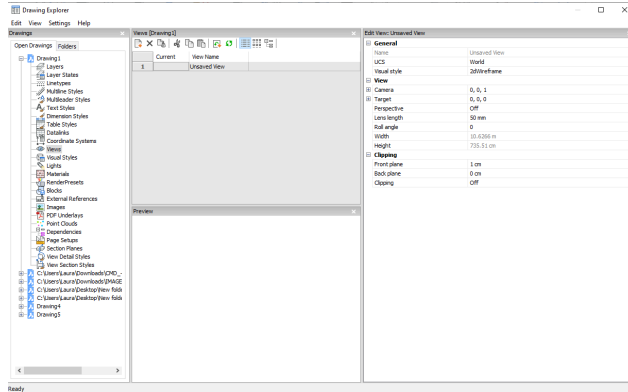 Drawing Explorer
Edit View Settings Help
Drawings
Open Drawings Folders
Drawing1
Layers
Layer States
Linetypes
Multiline Styles
Multileader Styles
Text Styles
Dimension Styles
Table Styles
Datalinks
Coordinate Systems
Views
Visual Styles
Lights
Materials
RenderPresets
Blocks
External References
Images
PDF Underlays
Point Clouds
Dependencies
Page Setups
Section Planes
View Detail Styles
View Section Styles
C:\Users\Laura\Downloads\CMD_-
C:\Users\Laura\Downloads\IMAGE
C:\Users\Laura\Desktop\New folde
C:\Users\Laura\Desktop\New folde
Drawing4
Drawing5
Views [Drawing1]
Current View Name
1 Unsaved View
Preview
Edit View: Unsaved View
General
Name Unsaved View
UCS World
Visual style 2dWireframe
View
Camera 0, 0, 1
Target 0, 0, 0
Perspective Off
Lens length 50 mm
Roll angle 0
Width 10.6266 m
Height 735.51 cm
Clipping
Front plane 1 cm
Back plane 0 cm
Clipping Off
Ready